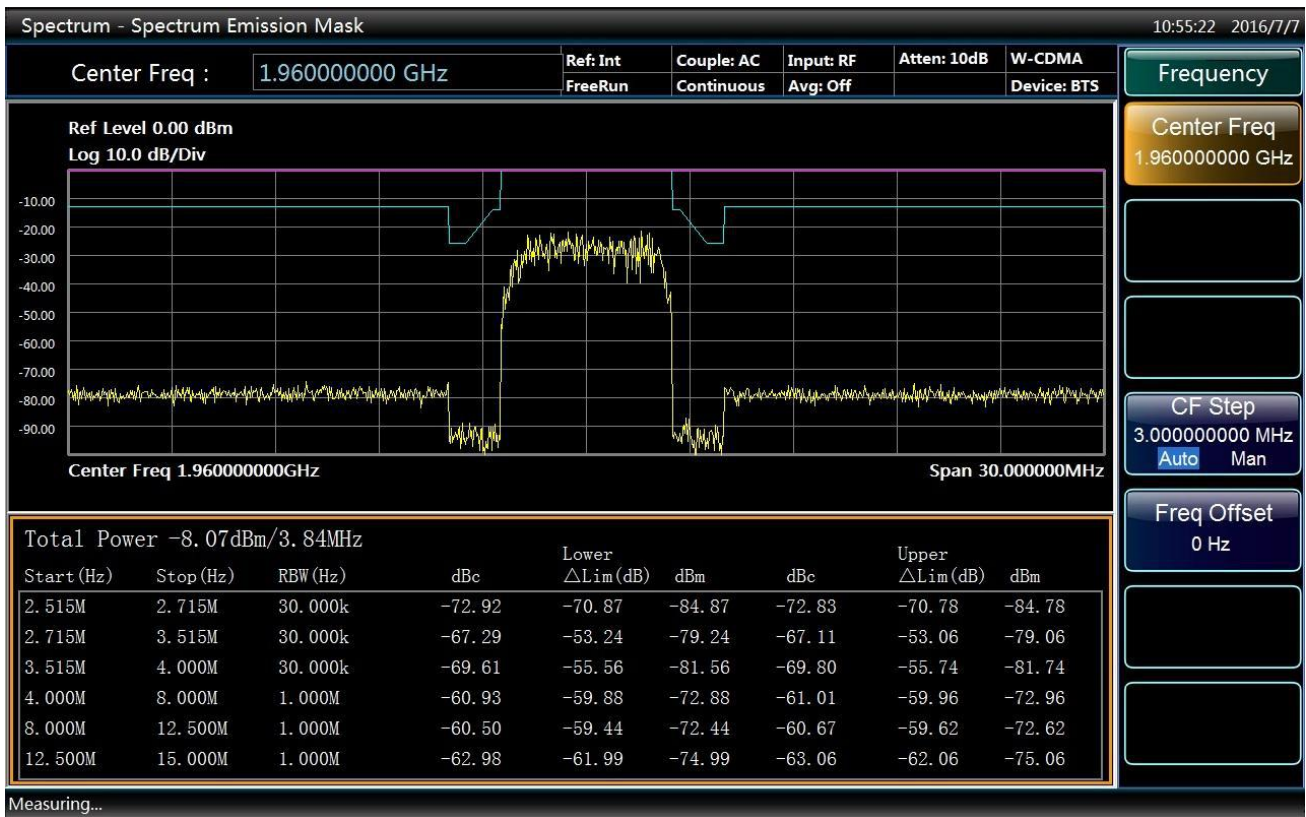 Spectrum - Spectrum Emission Mask 10:55:22 2016/7/7
Center Freq : 1.960000000 GHz
Ref: Int Couple: AC Input: RF Atten: 10dB W-CDMA
FreeRun Continuous Avg: Off Device: BTS
Ref Level 0.00 dBm
Log 10.0 dB/Div
-10.00
-20.00
-30.00
-40.00
-50.00
-60.00
-70.00
-80.00
-90.00
Center Freq 1.960000000GHz Span 30.000000MHz
Total Power -8.07dBm/3.84MHz
Lower Upper
Start(Hz) Stop(Hz) RBW(Hz) dBc △Lim(dB) dBm dBc △Lim(dB) dBm
2.515M 2.715M 30.000k -72.92 -70.87 -84.87 -72.83 -70.78 -84.78
2.715M 3.515M 30.000k -67.29 -53.24 -79.24 -67.11 -53.06 -79.06
3.515M 4.000M 30.000k -69.61 -55.56 -81.56 -69.80 -55.74 -81.74
4.000M 8.000M 1.000M -60.93 -59.88 -72.88 -61.01 -59.96 -72.96
8.000M 12.500M 1.000M -60.50 -59.44 -72.44 -60.67 -59.62 -72.62
12.500M 15.000M 1.000M -62.98 -61.99 -74.99 -63.06 -62.06 -75.06
Measuring...
Frequency
Center Freq
1.960000000 GHz
CF Step
3.000000000 MHz
Auto Man
Freq Offset
0 Hz